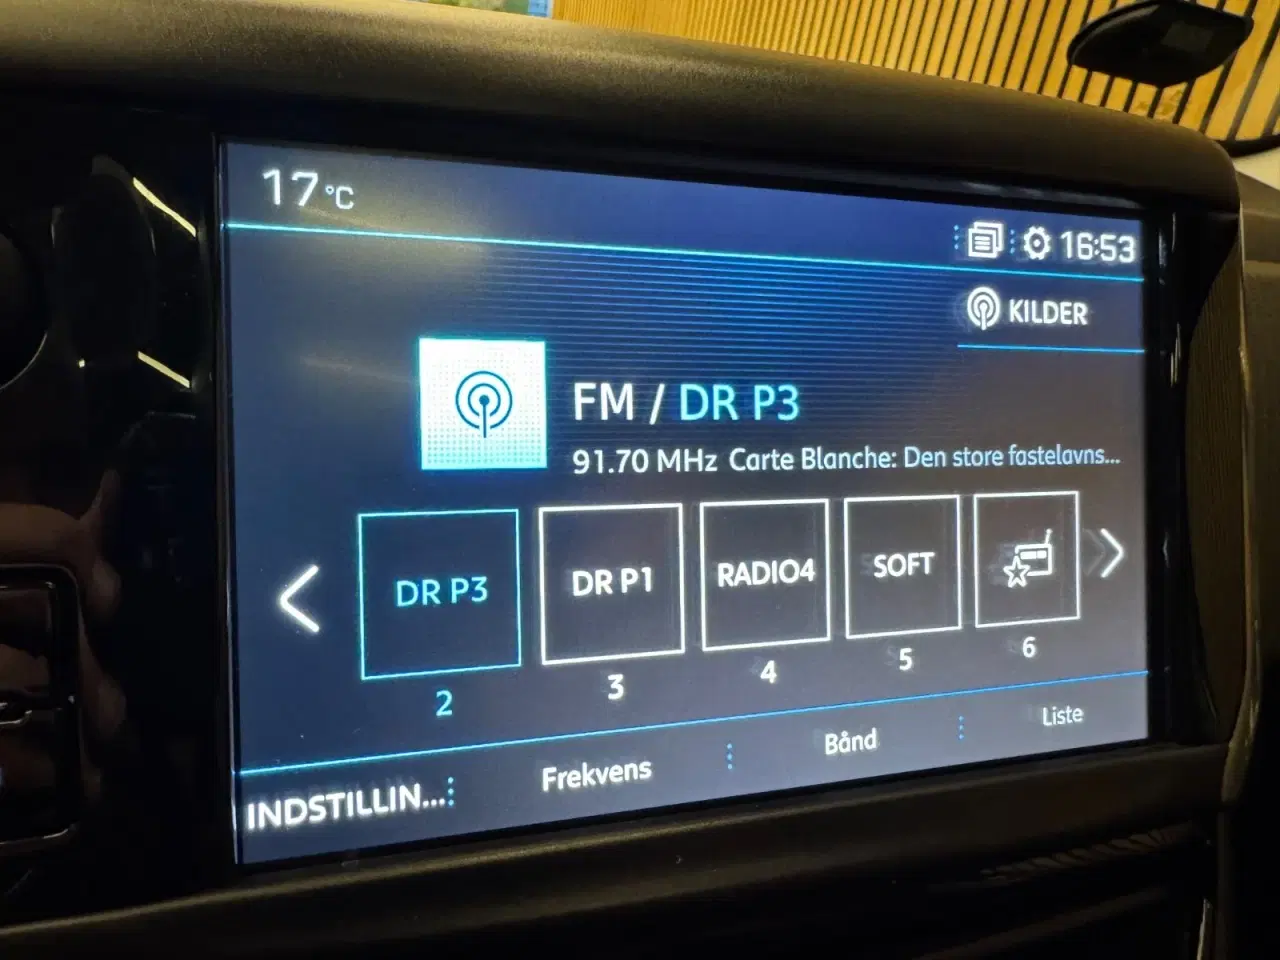 17 °C
16:53
KILDER
FM / DR P3
91.70 MHz Carte Blanche: Den store fastelavns...
DR P3 DR P1 RADIO4 SOFT
2 3 4 5 6
INDSTILLIN... Frekvens Bånd Liste